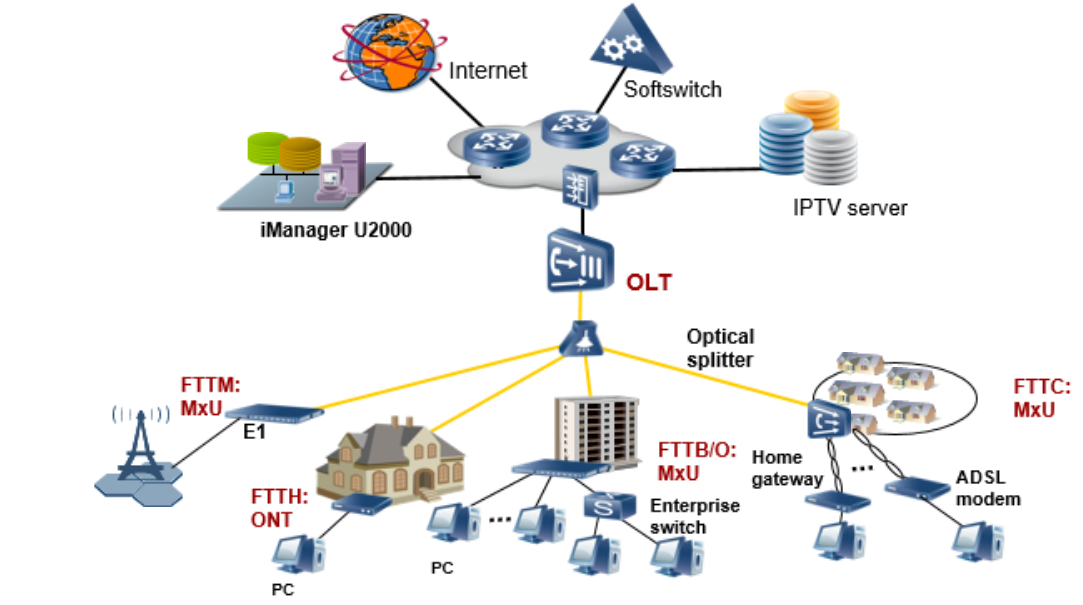 Internet
Softswitch
IPTV server
iManager U2000
OLT
Optical
splitter
FTTM:
MxU
E1
FTTC:
MxU
FTTB/O:
MxU
Home
gateway
ADSL
modem
FTTH:
ONT
...
...
S
Enterprise
switch
PC
PC